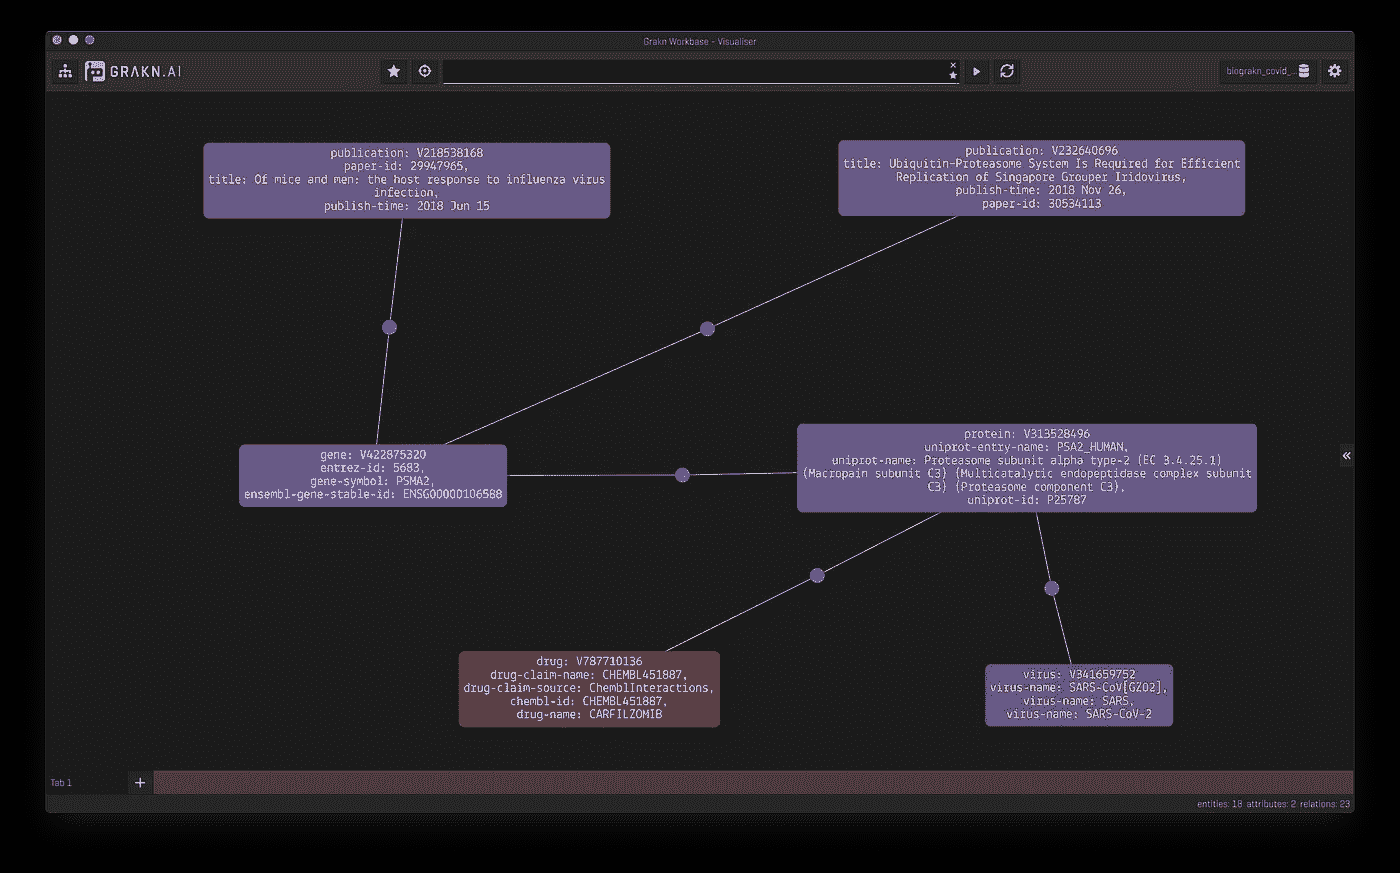 Grakn Workbase - Visualiser
GRAKN.AI
biograkn_covid_...
publication: V218538168
paper-id: 29947965,
title: Of mice and men: the host response to influenza virus
infection,
publish-time: 2018 Jun 15
publication: V232640696
title: Ubiquitin-Proteasome System Is Required for Efficient
Replication of Singapore Grouper Iridovirus,
publish-time: 2018 Nov 26,
paper-id: 30534113
gene: V422875320
entrez-id: 5683,
gene-symbol: PSMA2,
ensembl-gene-stable-id: ENSG00000106588
protein: V313528496
uniprot-entry-name: PSA2_HUMAN,
uniprot-name: Proteasome subunit alpha type-2 (EC 3.4.25.1)
(Macropain subunit C3) (Multicatalytic endopeptidase complex subunit
C3) (Proteasome component C3),
uniprot-id: P25787
drug: V787710136
drug-claim-name: CHEMBL451887,
drug-claim-source: ChemblInteractions,
chembl-id: CHEMBL451887,
drug-name: CARFILZOMIB
virus: V341659752
virus-name: SARS-CoV[GZ02],
virus-name: SARS,
virus-name: SARS-CoV-2
Tab 1
entities: 18 attributes: 2 relations: 23